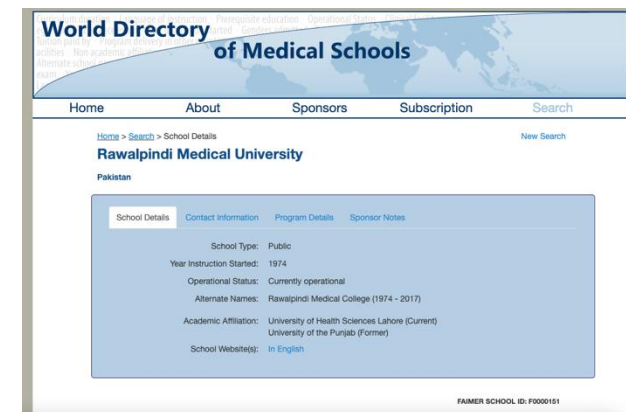 World Directory
of Medical Schools
Home About Sponsors Subscription Search
Home > Search > School Details
New Search
Rawalpindi Medical University
Pakistan
School Details Contact Information Program Details Sponsor Notes
School Type: Public
Year Instruction Started: 1974
Operational Status: Currently operational
Alternate Names: Rawalpindi Medical College (1974 - 2017)
Academic Affiliation: University of Health Sciences Lahore (Current)
University of the Punjab (Former)
School Website(s): In English
FAIMER SCHOOL ID: F0000151